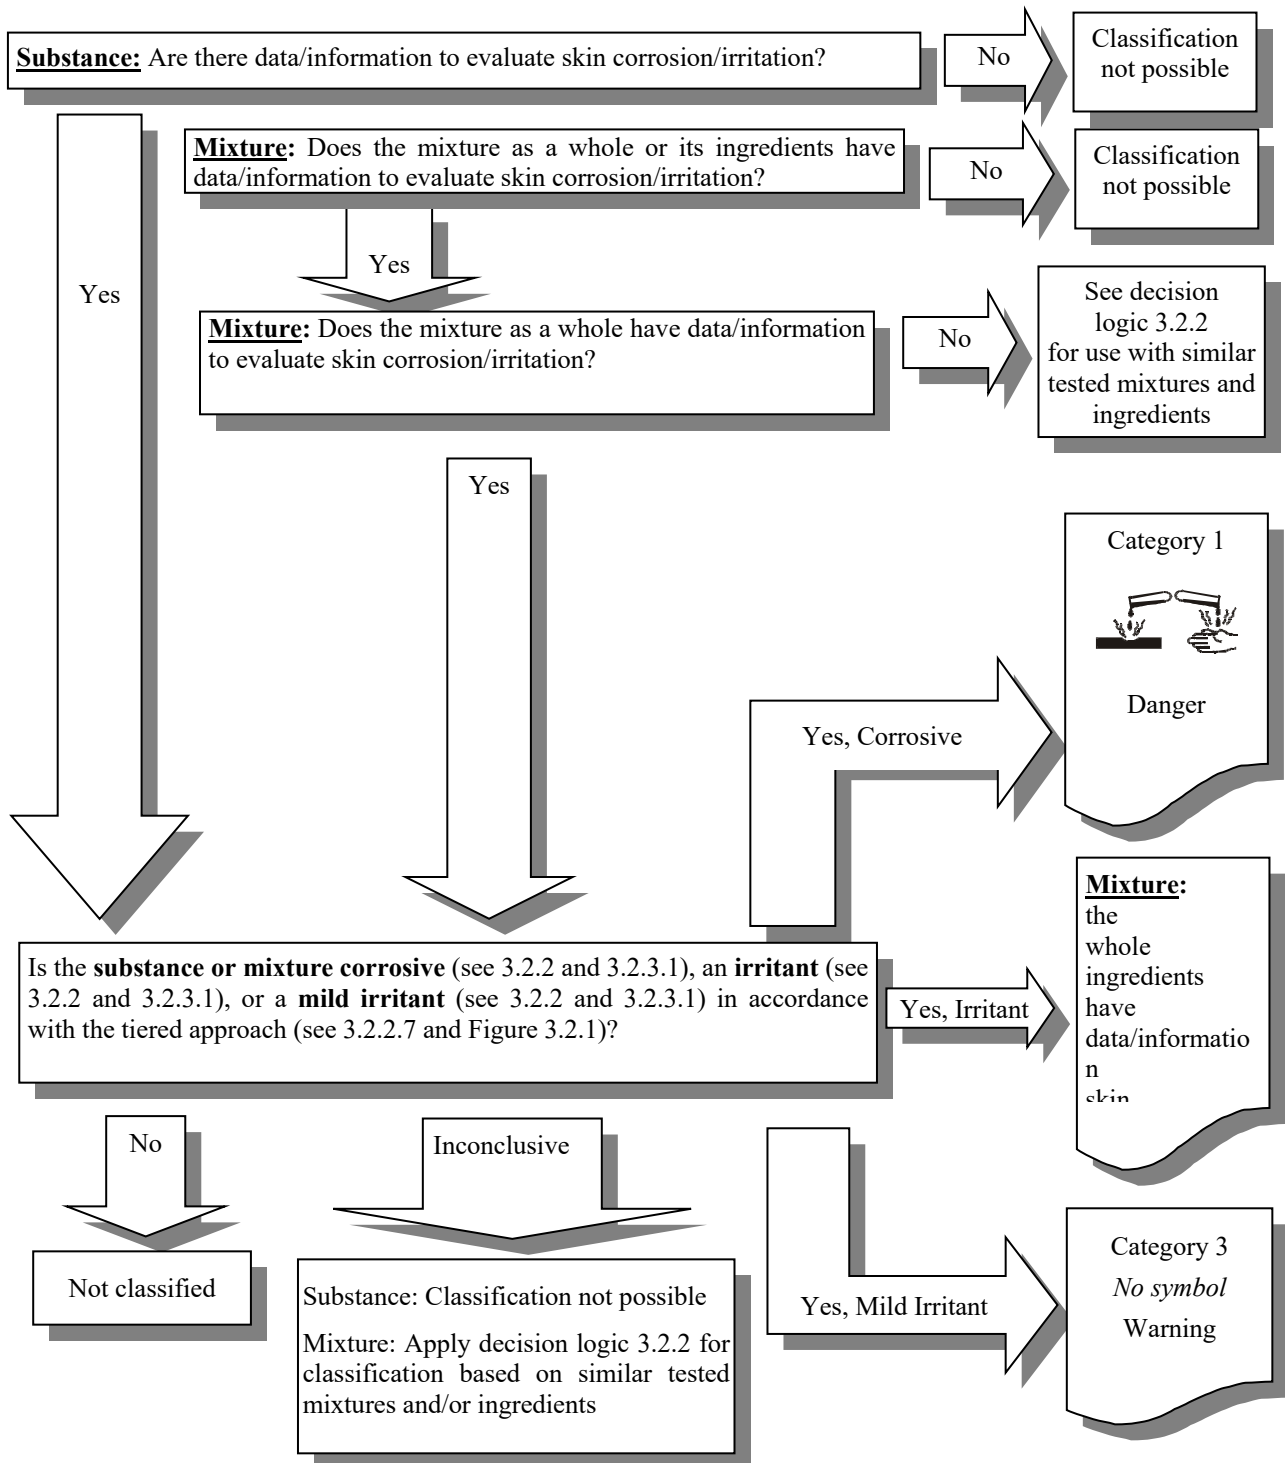 Substance: Are there data/information to evaluate skin corrosion/irritation?
No
Classification
not possible
Mixture: Does the mixture as a whole or its ingredients have
data/information to evaluate skin corrosion/irritation?
No
Classification
not possible
Yes
Yes
Mixture: Does the mixture as a whole have data/information
to evaluate skin corrosion/irritation?
No
See decision
logic 3.2.2
for use with similar
tested mixtures and
ingredients
Yes
Category 1
Danger
Yes, Corrosive
Is the substance or mixture corrosive (see 3.2.2 and 3.2.3.1), an irritant (see
3.2.2 and 3.2.3.1), or a mild irritant (see 3.2.2 and 3.2.3.1) in accordance
with the tiered approach (see 3.2.2.7 and Figure 3.2.1)?
Yes, Irritant
Mixture:
the
whole
ingredients
have
data/informatio
n
skin
No
Inconclusive
Not classified
Substance: Classification not possible
Mixture: Apply decision logic 3.2.2 for
classification based on similar tested
mixtures and/or ingredients
Yes, Mild Irritant
Category 3
No symbol
Warning